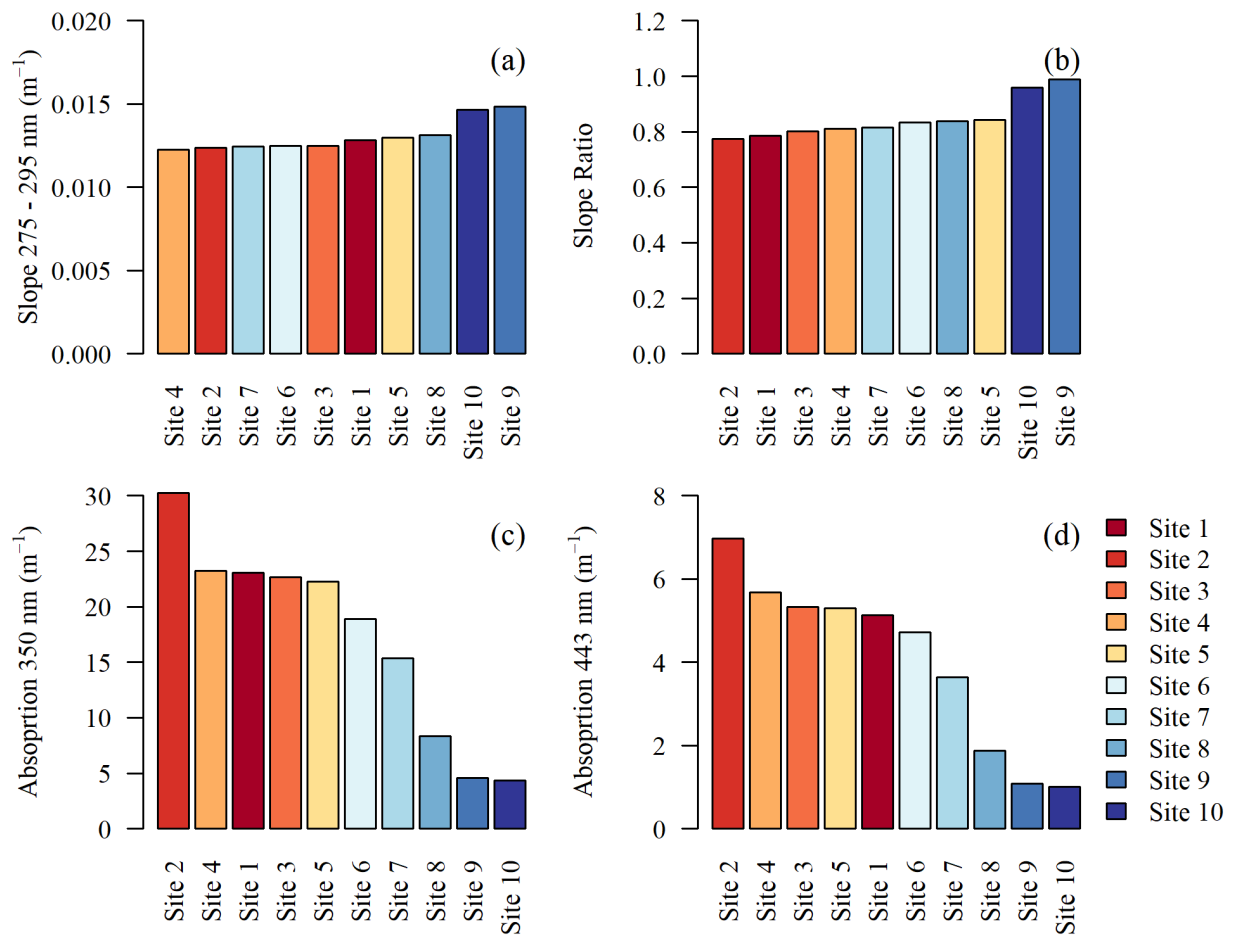 Slope 275 - 295 nm (m⁻¹)
0.020
0.015
0.010
0.005
0.000
(a)
Site 4
Site 2
Site 7
Site 6
Site 3
Site 1
Site 5
Site 8
Site 10
Site 9
Slope Ratio
1.2
1.0
0.8
0.6
0.4
0.2
0.0
(b)
Site 2
Site 1
Site 3
Site 4
Site 7
Site 6
Site 8
Site 5
Site 10
Site 9
Absoprtion 350 nm (m⁻¹)
30
25
20
15
10
5
0
(c)
Site 2
Site 4
Site 1
Site 3
Site 5
Site 6
Site 7
Site 8
Site 9
Site 10
Absoprtion 443 nm (m⁻¹)
8
6
4
2
0
(d)
Site 2
Site 4
Site 3
Site 5
Site 1
Site 6
Site 7
Site 8
Site 9
Site 10
Site 1
Site 2
Site 3
Site 4
Site 5
Site 6
Site 7
Site 8
Site 9
Site 10